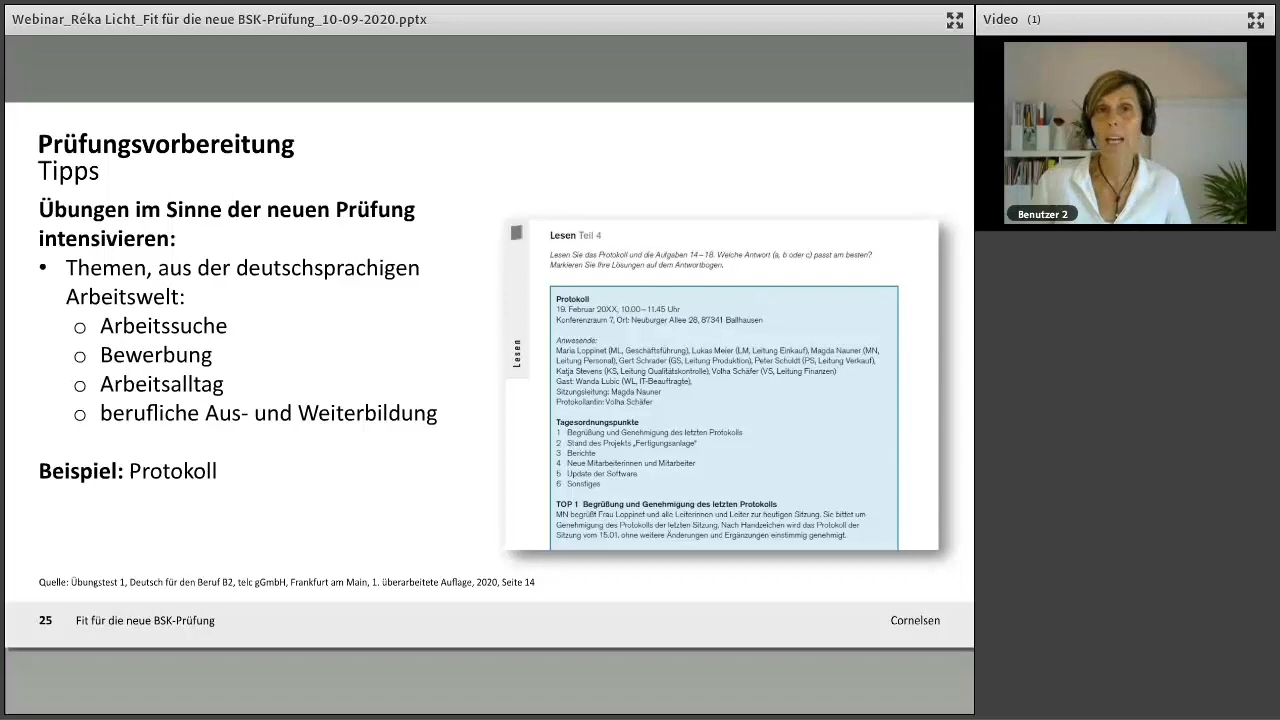 Webinar_Réka Licht_Fit für die neue BSK-Prüfung_10-09-2020.pptx
Video (1)
Benutzer 2
Prüfungsvorbereitung
Tipps
Übungen im Sinne der neuen Prüfung
intensivieren:
• Themen, aus der deutschsprachigen
Arbeitswelt:
o Arbeitssuche
o Bewerbung
o Arbeitsalltag
o berufliche Aus- und Weiterbildung
Beispiel: Protokoll
Lesen Teil 4
Lesen Sie das Protokoll und die Aufgaben 14–18. Welche Antwort (a, b oder c) passt am besten?
Markieren Sie Ihre Lösungen auf dem Antwortbogen.
Lesen
Protokoll
19. Februar 20XX, 10.00–11.45 Uhr
Konferenzraum 7, Ort: Neuburger Allee 28, 87341 Ballhausen
Anwesende:
Maria Loppinet (ML, Geschäftsführung), Lukas Meier (LM, Leitung Einkauf), Magda Nauner (MN,
Leitung Personal), Gert Schrader (GS, Leitung Produktion), Peter Schuldt (PS, Leitung Verkauf),
Katja Stevens (KS, Leitung Qualitätskontrolle), Volha Schäfer (VS, Leitung Finanzen)
Gast: Wanda Lubic (WL, IT-Beauftragte),
Sitzungsleitung: Magda Nauner
Protokollantin: Volha Schäfer
Tagesordnungspunkte
1 Begrüßung und Genehmigung des letzten Protokolls
2 Stand des Projekts „Fertigungsanlage“
3 Berichte
4 Neue Mitarbeiterinnen und Mitarbeiter
5 Update der Software
6 Sonstiges
TOP 1 Begrüßung und Genehmigung des letzten Protokolls
MN begrüßt Frau Loppinet und alle Leiterinnen und Leiter zur heutigen Sitzung. Sie bittet um
Genehmigung des Protokolls der letzten Sitzung. Nach Handzeichen wird das Protokoll der
Sitzung vom 15.01. ohne weitere Änderungen und Ergänzungen einstimmig genehmigt.
Quelle: Übungstest 1, Deutsch für den Beruf B2, telc gGmbH, Frankfurt am Main, 1. überarbeitete Auflage, 2020, Seite 14
25 Fit für die neue BSK-Prüfung
Cornelsen